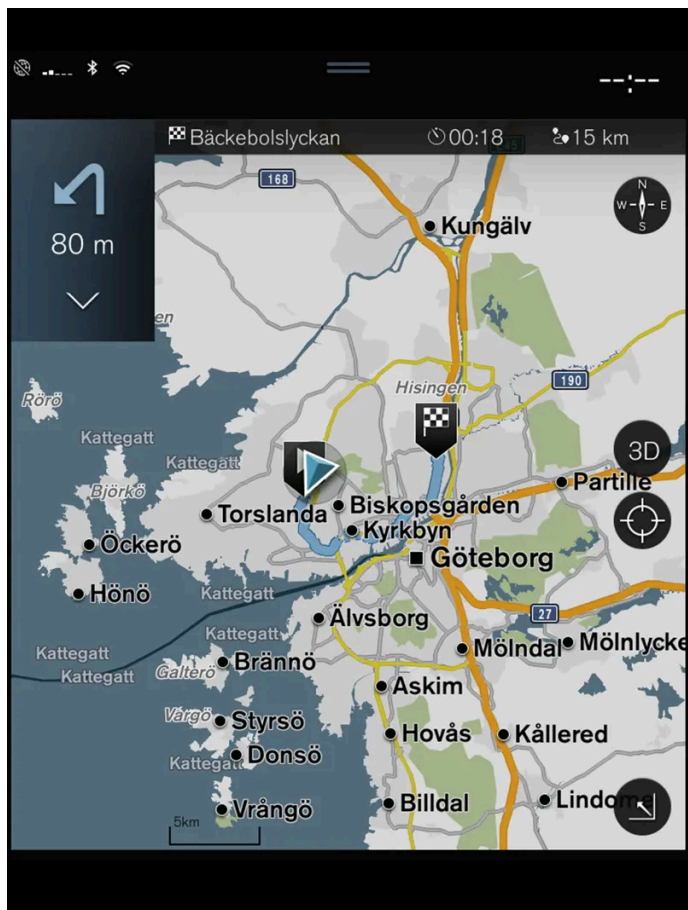 --:--
Bäckebolslyckan 00:18 15 km
80 m
168
N
W E
S
Kungälv
en
190
Hisingen
Rörö
Kattegatt
Kattegatt
3D
Partille
Björkö
Biskopsgården
Torslanda
Kyrkbyn
Öckerö
Göteborg
Hönö
Kattegatt
27
Älvsborg
Kattegatt
Mölndal
Mölnlycke
Kattegatt
Brännö
Galterö
Kattegatt
Askim
Vargö
Styrsö
Hovås
Kållered
Donsö
Kattegatt
Billdal
Lindome
Vrångö
5km